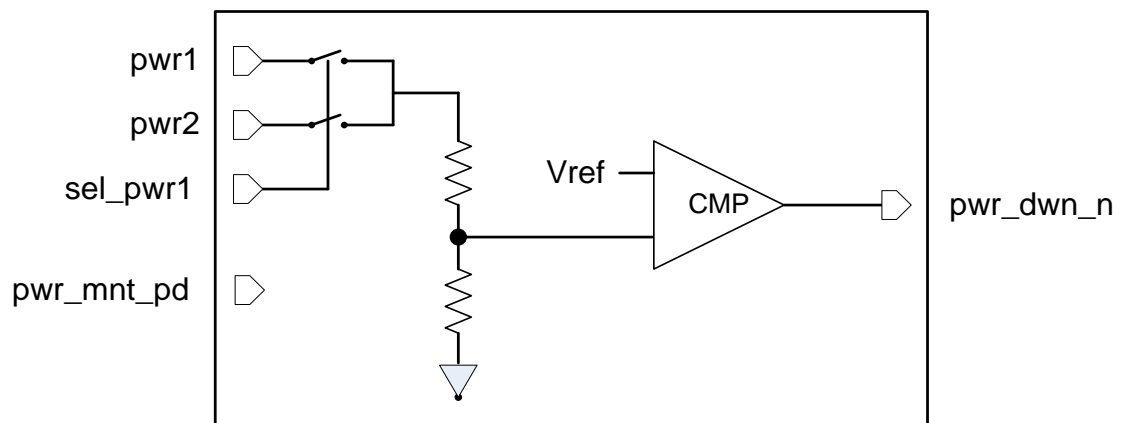 pwr1
pwr2
sel_pwr1
pwr_mnt_pd
Vref
CMP
pwr_dwn_n